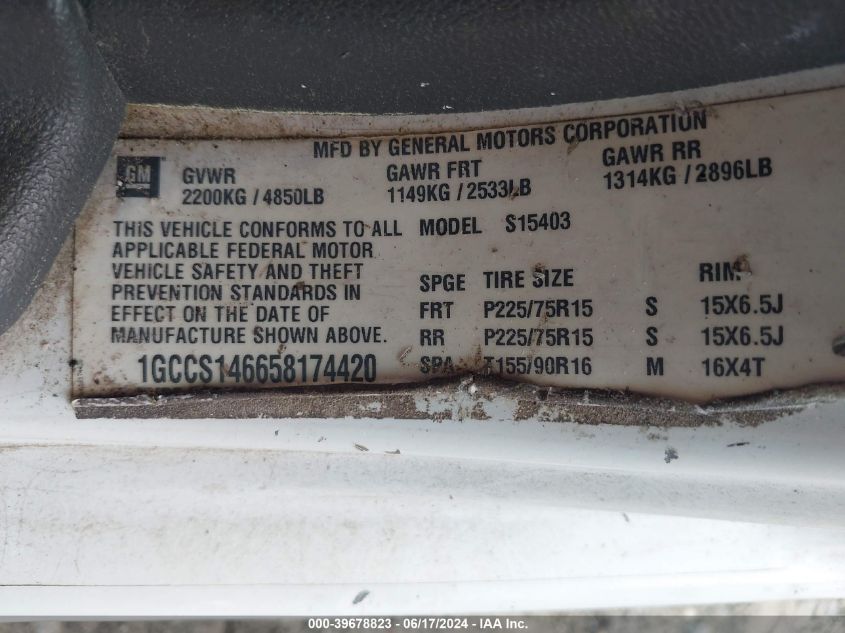 MFD BY GENERAL MOTORS CORPORATION
GM GVWR GAWR FRT GAWR RR
2200KG / 4850LB 1149KG / 2533LB 1314KG / 2896LB
THIS VEHICLE CONFORMS TO ALL MODEL S15403
APPLICABLE FEDERAL MOTOR
VEHICLE SAFETY AND THEFT SPGE TIRE SIZE RIM
PREVENTION STANDARDS IN FRT P225/75R15 S 15X6.5J
EFFECT ON THE DATE OF
MANUFACTURE SHOWN ABOVE. RR P225/75R15 S 15X6.5J
1GCCS146658174420 SPA T155/90R16 M 16X4T
000-39678823 - 06/17/2024 - IAA Inc.